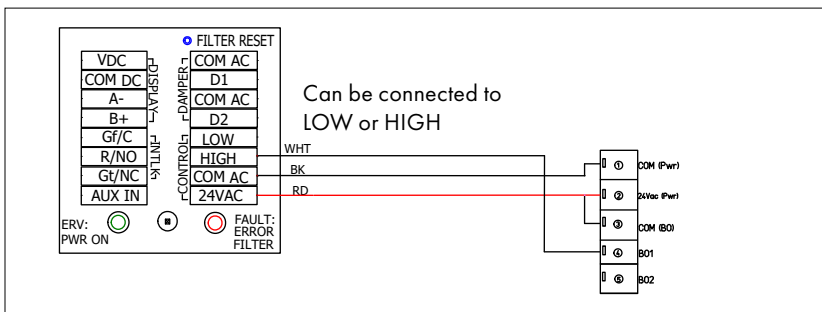 FILTER RESET
VDC
COM DC
A-
B+
Gf/C
R/NO
Gt/NC
AUX IN
DISPLAY
INTLK
DAMPER
CONTROL
COM AC
D1
COM AC
D2
LOW
HIGH
COM AC
24VAC
ERV:
PWR ON
FAULT:
ERROR
FILTER
Can be connected to
LOW or HIGH
WHT
BK
RD
1 COM (Pwr)
2 24Vac (Pwr)
3 COM (BO)
4 BO1
5 BO2